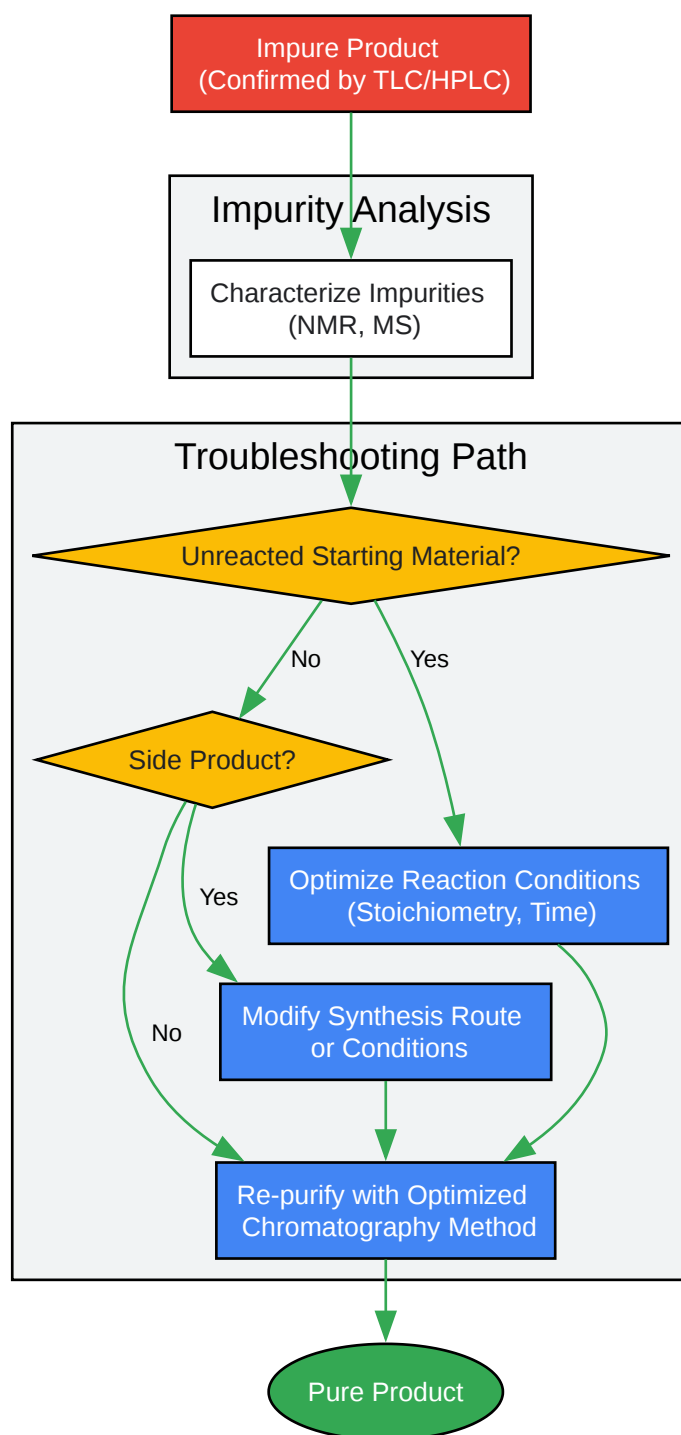 Impure Product
(Confirmed by TLC/HPLC)
Impurity Analysis
Characterize Impurities
(NMR, MS)
Troubleshooting Path
Unreacted Starting Material?
No
Yes
Side Product?
Optimize Reaction Conditions
(Stoichiometry, Time)
Yes
Modify Synthesis Route
or Conditions
No
Re-purify with Optimized
Chromatography Method
Pure Product